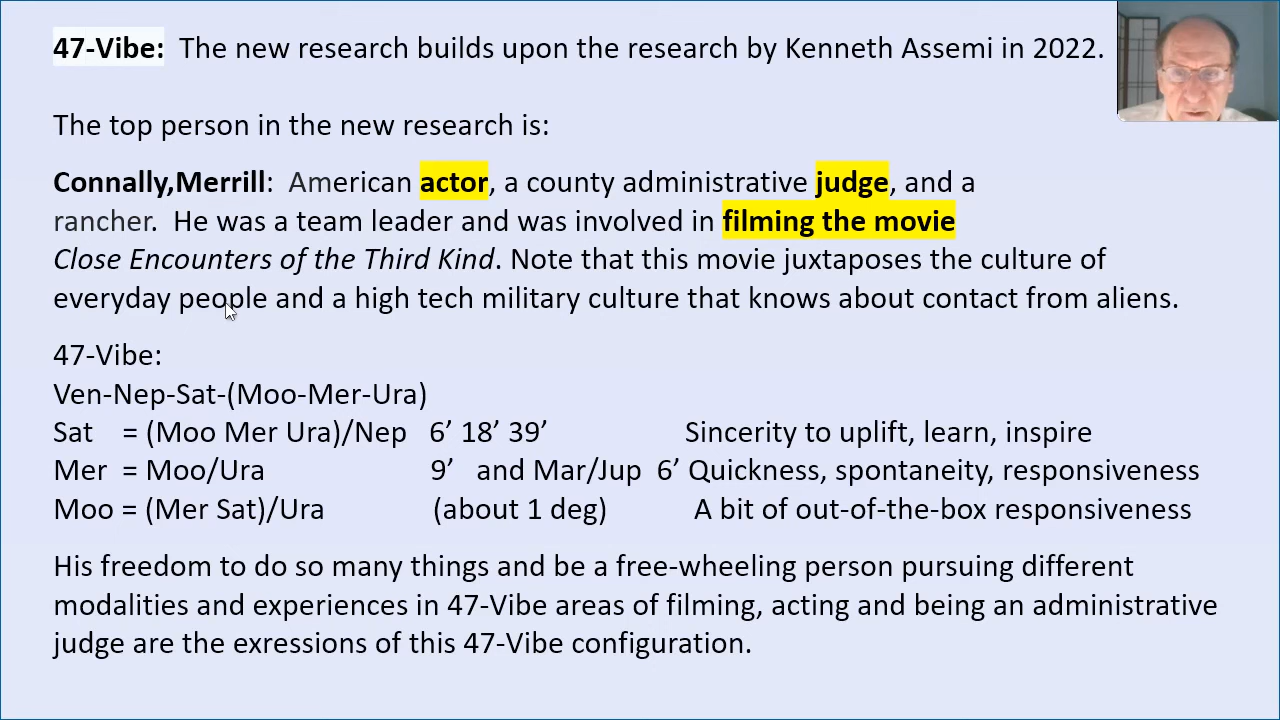 47-Vibe:  The new research builds upon the research by Kenneth Assemi in 2022.
The top person in the new research is:
Connally,Merrill:  American actor, a county administrative judge, and a
rancher.  He was a team leader and was involved in filming the movie
Close Encounters of the Third Kind. Note that this movie juxtaposes the culture of
everyday people and a high tech military culture that knows about contact from aliens.
47-Vibe:
Ven-Nep-Sat-(Moo-Mer-Ura)
Sat = (Moo Mer Ura)/Nep 6’ 18’ 39’ Sincerity to uplift, learn, inspire
Mer = Moo/Ura 9’ and Mar/Jup 6’ Quickness, spontaneity, responsiveness
Moo = (Mer Sat)/Ura (about 1 deg) A bit of out-of-the-box responsiveness
His freedom to do so many things and be a free-wheeling person pursuing different
modalities and experiences in 47-Vibe areas of filming, acting and being an administrative
judge are the exressions of this 47-Vibe configuration.